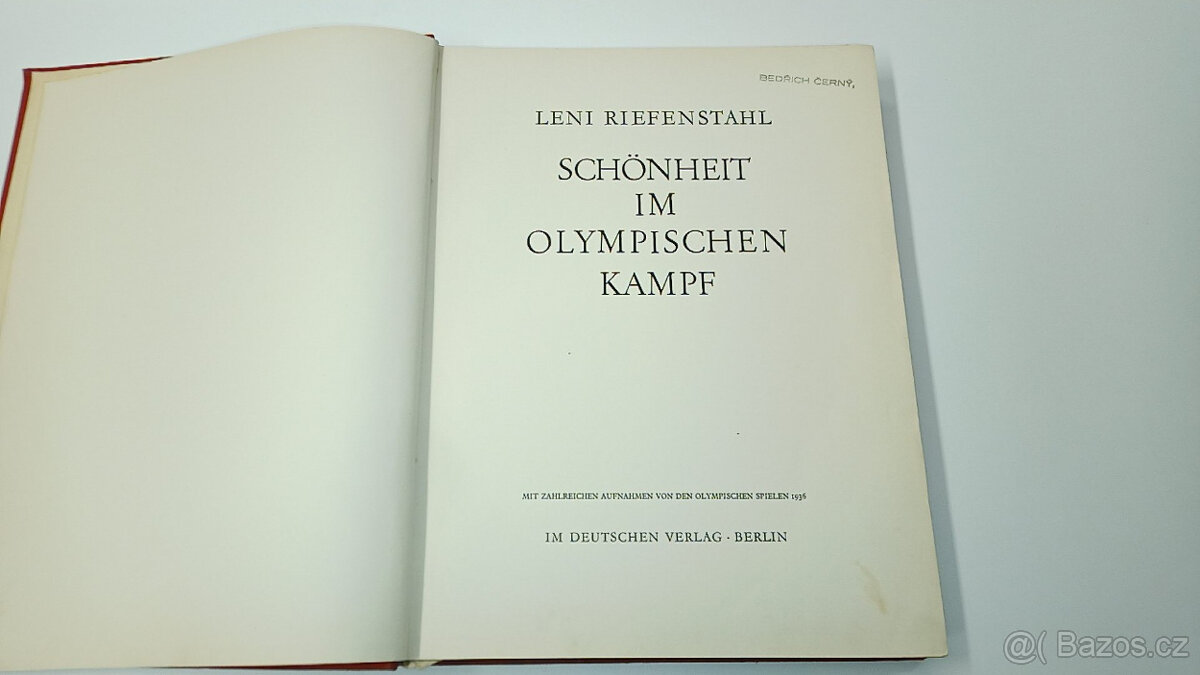 BEDŘICH ČERNÝ,
LENI RIEFENSTAHL
SCHÖNHEIT
IM
OLYMPISCHEN
KAMPF
MIT ZAHLREICHEN AUFNAHMEN VON DEN OLYMPISCHEN SPIELEN 1936
IM DEUTSCHEN VERLAG · BERLIN
@( Bazos.cz